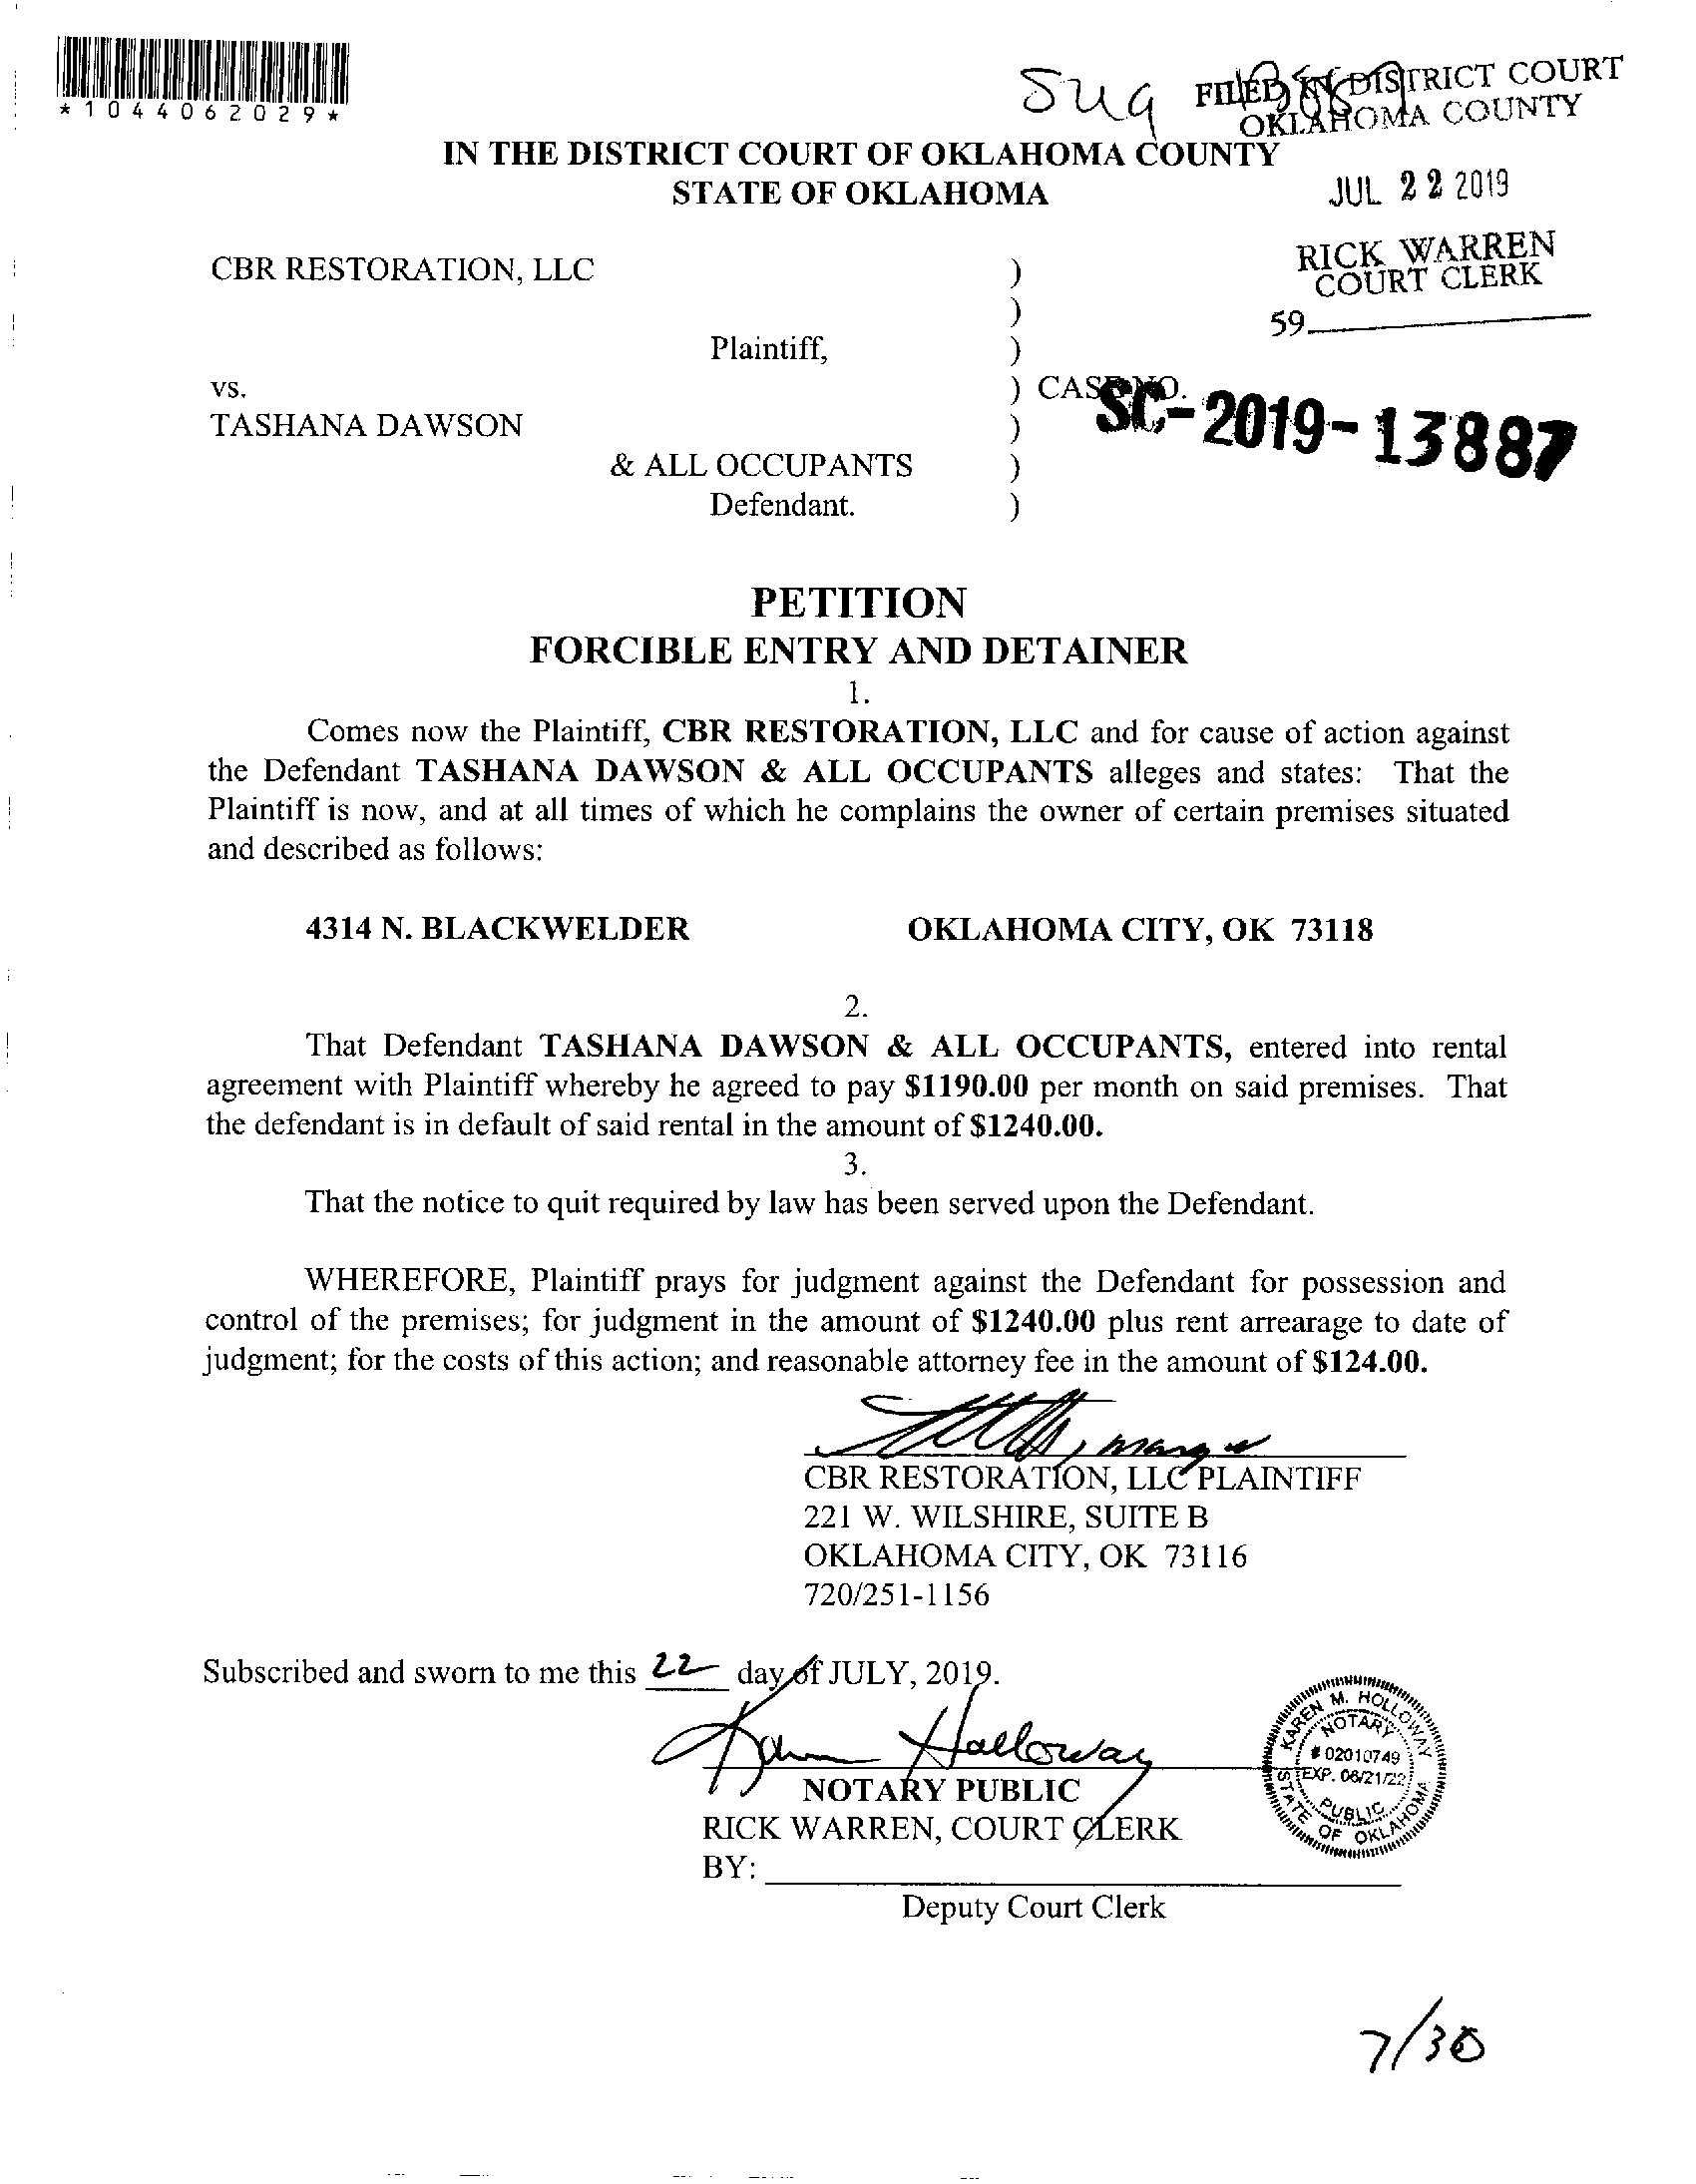 *1044062029*
FILED IN DISTRICT COURT
OKLAHOMA COUNTY
IN THE DISTRICT COURT OF OKLAHOMA COUNTY
STATE OF OKLAHOMA
JUL 22 2019
RICK WARREN
COURT CLERK
59
CBR RESTORATION, LLC )
)
Plaintiff, )
vs. ) CASE NO.
SC-2019-13887
TASHANA DAWSON )
& ALL OCCUPANTS )
Defendant. )
PETITION
FORCIBLE ENTRY AND DETAINER
1.
Comes now the Plaintiff, CBR RESTORATION, LLC and for cause of action against
the Defendant TASHANA DAWSON & ALL OCCUPANTS alleges and states: That the
Plaintiff is now, and at all times of which he complains the owner of certain premises situated
and described as follows:
4314 N. BLACKWELDER OKLAHOMA CITY, OK 73118
2.
That Defendant TASHANA DAWSON & ALL OCCUPANTS, entered into rental
agreement with Plaintiff whereby he agreed to pay $1190.00 per month on said premises. That
the defendant is in default of said rental in the amount of $1240.00.
3.
That the notice to quit required by law has been served upon the Defendant.
WHEREFORE, Plaintiff prays for judgment against the Defendant for possession and
control of the premises; for judgment in the amount of $1240.00 plus rent arrearage to date of
judgment; for the costs of this action; and reasonable attorney fee in the amount of $124.00.
CBR RESTORATION, LLC PLAINTIFF
221 W. WILSHIRE, SUITE B
OKLAHOMA CITY, OK 73116
720/251-1156
Subscribed and sworn to me this 22 day of JULY, 2019.
Karen Holloway
NOTARY PUBLIC
RICK WARREN, COURT CLERK
BY:
Deputy Court Clerk
KAREN M. HOLLOWAY
NOTARY
# 02010749
EXP. 06/21/22
PUBLIC
STATE OF OKLAHOMA
7/30